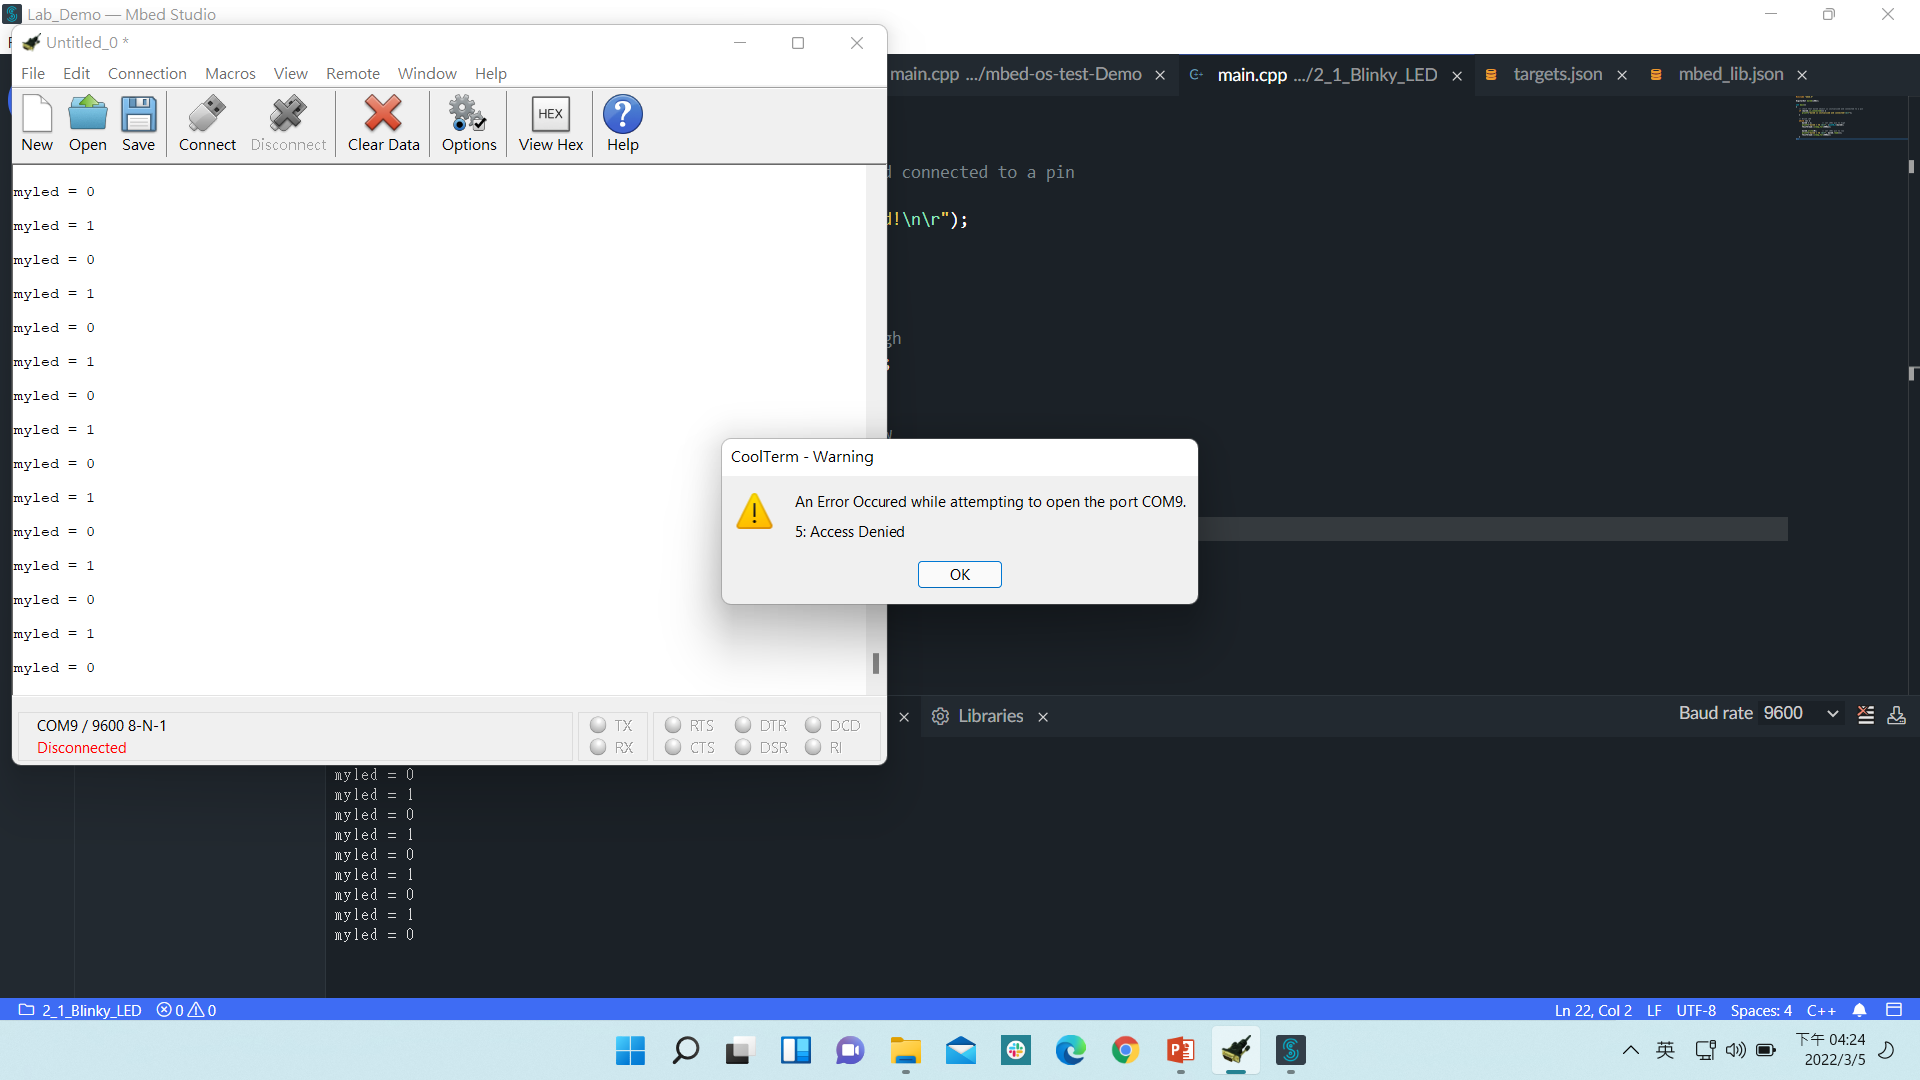 Lab_Demo — Mbed Studio
Untitled_0 *
File Edit Connection Macros View Remote Window Help
New Open Save Connect Disconnect Clear Data Options HEX View Hex Help
main.cpp .../mbed-os-test-Demo
main.cpp .../2_1_Blinky_LED
targets.json
mbed_lib.json
connected to a pin
!\n\r");
gh
;
myled = 0
myled = 1
myled = 0
myled = 1
myled = 0
myled = 1
myled = 0
myled = 1
myled = 0
myled = 1
myled = 0
myled = 1
myled = 0
myled = 1
myled = 0
CoolTerm - Warning
An Error Occured while attempting to open the port COM9.
5: Access Denied
OK
COM9 / 9600 8-N-1
Disconnected
TX RTS DTR DCD
RX CTS DSR RI
Libraries
Baud rate 9600
myled = 0
myled = 1
myled = 0
myled = 1
myled = 0
myled = 1
myled = 0
myled = 1
myled = 0
2_1_Blinky_LED 0 0
Ln 22, Col 2 LF UTF-8 Spaces: 4 C++
英
下午 04:24
2022/3/5